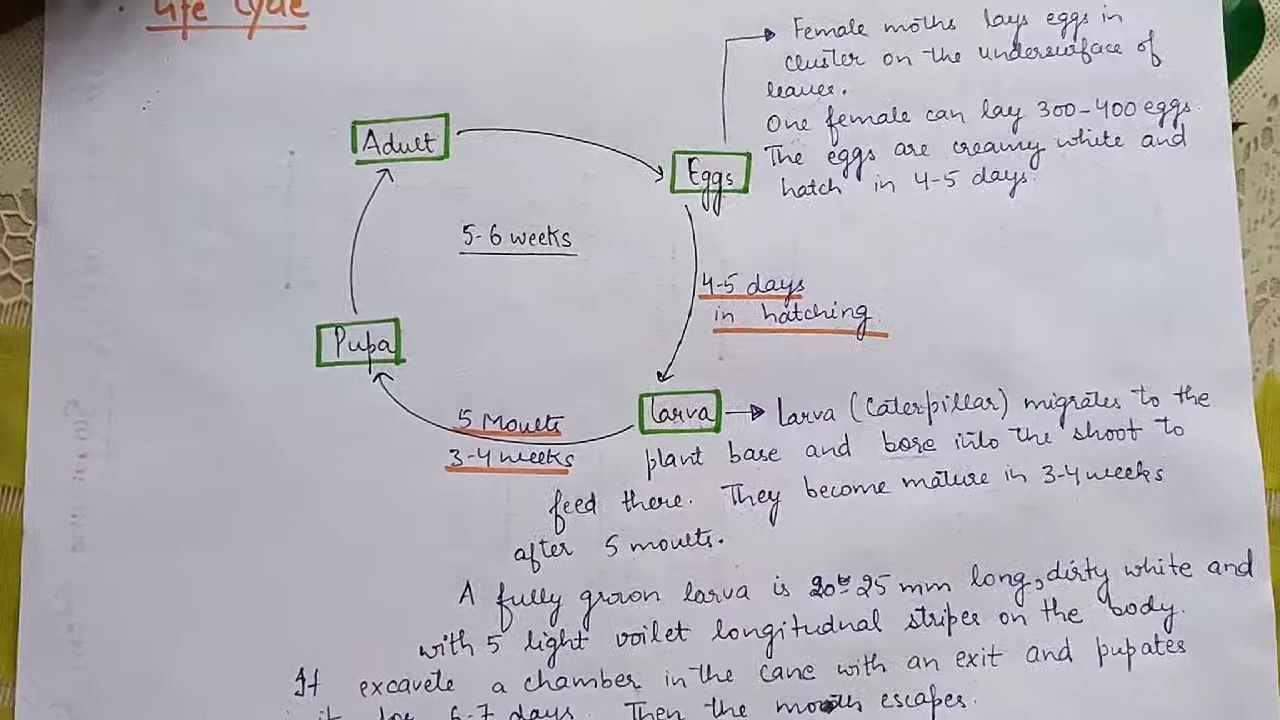 Life Cycle
Female moths lays eggs in
cluster on the undersurface of
leaves.
One female can lay 300-400 eggs.
The eggs are creamy white and
hatch in 4-5 days.
Adult
Eggs
5-6 weeks
4-5 days
in hatching
Pupa
5 Moults
3-4 weeks
larva
Larva (Caterpillar) migrates to the
plant base and bore into the shoot to
feed there. They become mature in 3-4 weeks
after 5 moults.
A fully grown larva is 20-25 mm long, dirty white and
with 5 light voilet longitudnal stripes on the body.
It excavete a chamber in the cane with an exit and pupates
6-7 days. Then the moth escapes.